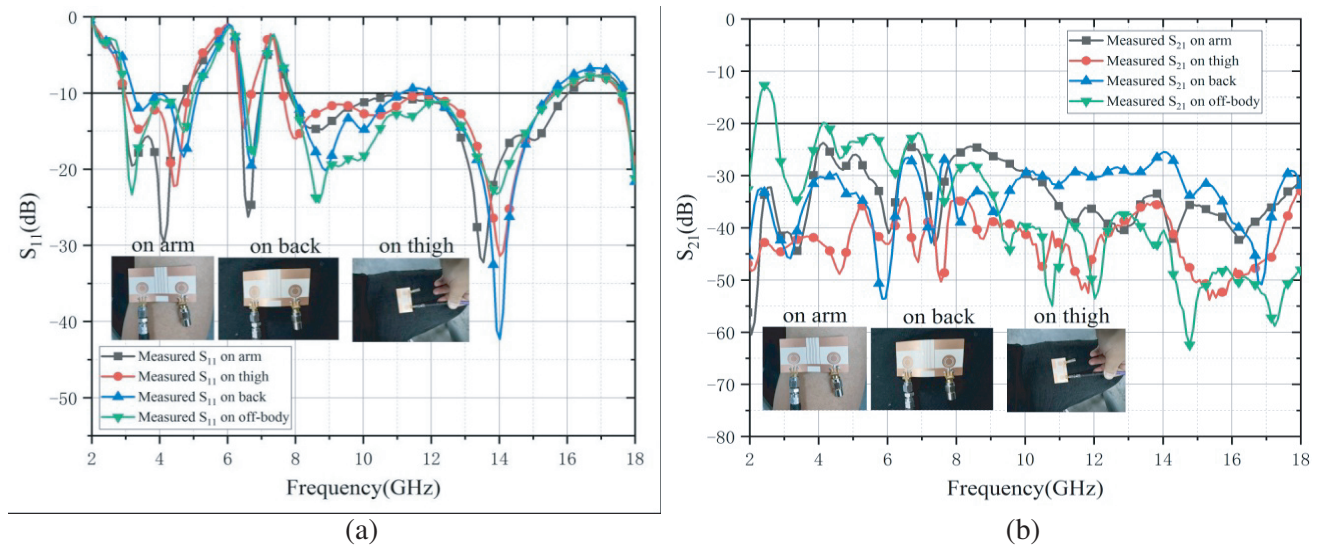 0
-10
-20
-30
-40
-50
S₁₁(dB)
on arm
on back
on thigh
Measured S₁₁ on arm
Measured S₁₁ on thigh
Measured S₁₁ on back
Measured S₁₁ on off-body
2 4 6 8 10 12 14 16 18
Frequency(GHz)
(a)
0
-10
-20
-30
-40
-50
-60
-70
-80
S₂₁(dB)
Measured S₂₁ on arm
Measured S₂₁ on thigh
Measured S₂₁ on back
Measured S₂₁ on off-body
on arm
on back
on thigh
2 4 6 8 10 12 14 16 18
Frequency(GHz)
(b)